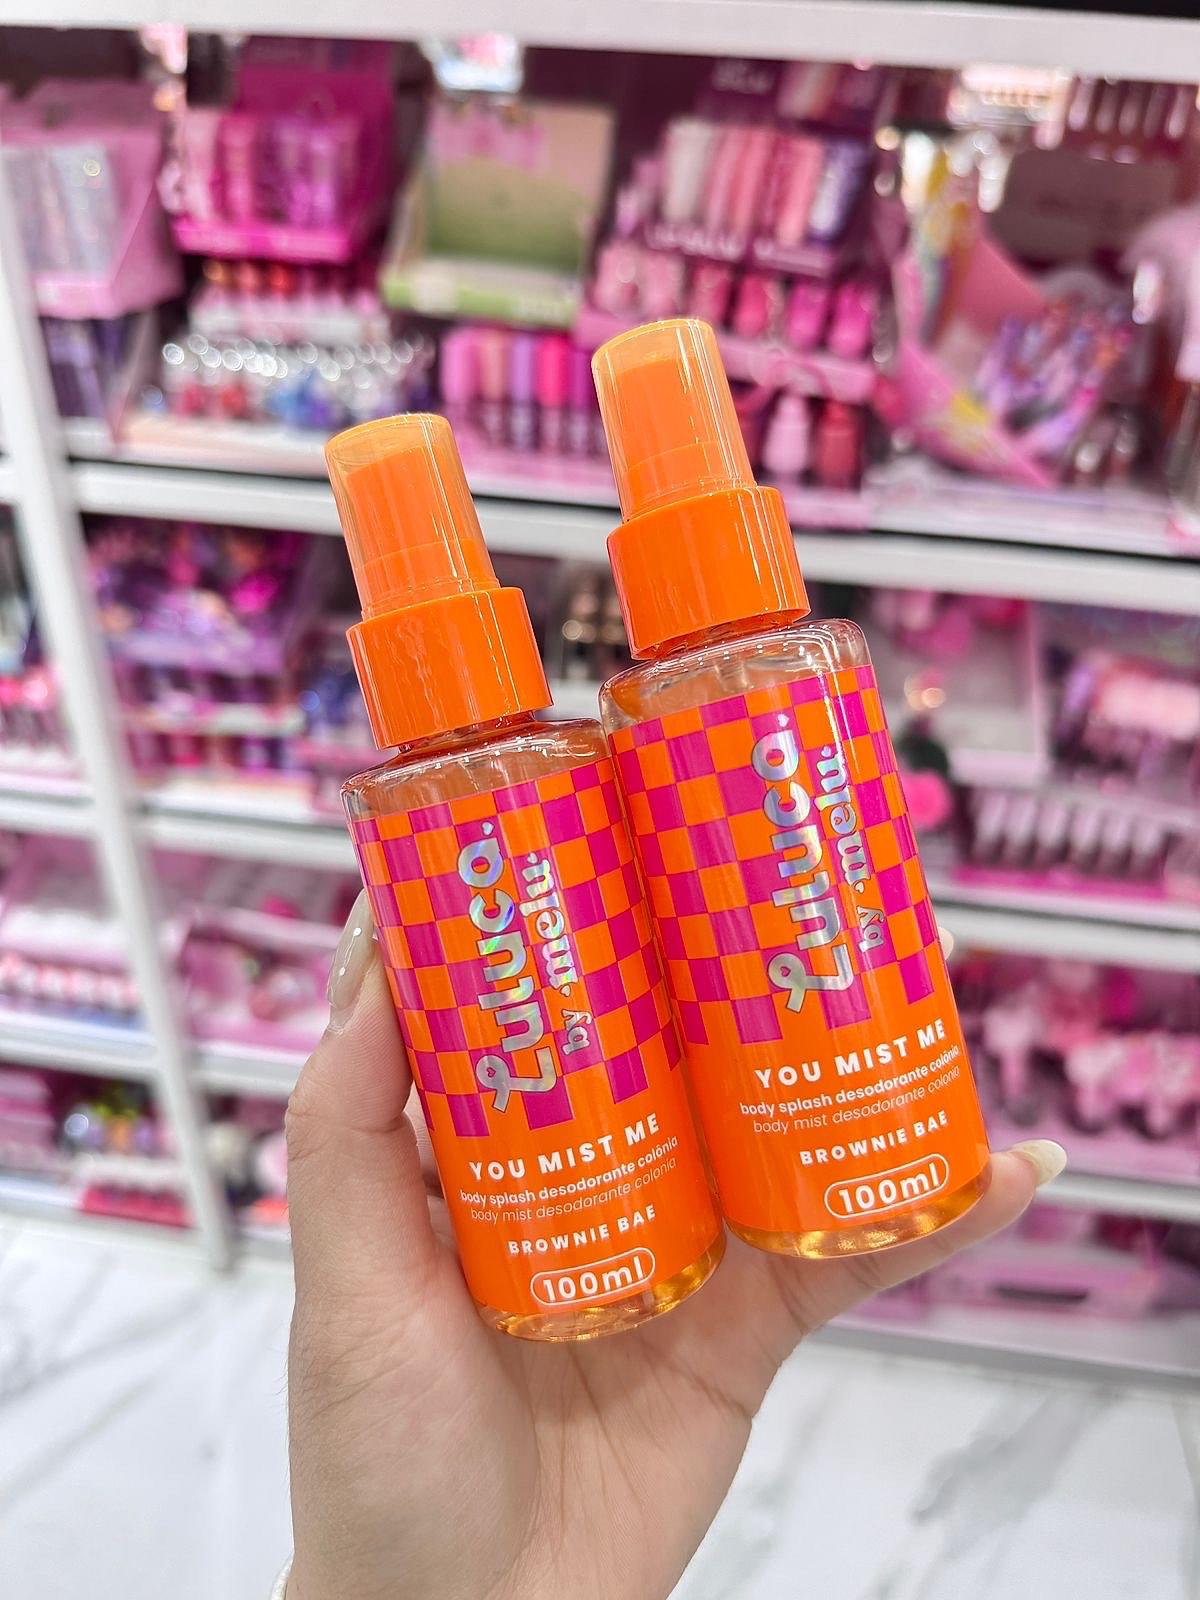 Luluca
by melu
YOU MIST ME
body splash desodorante colônia
body mist desodorante colonia
BROWNIE BAE
100ml
Luluca
by melu
YOU MIST ME
body splash desodorante colônia
body mist desodorante colonia
BROWNIE BAE
100ml